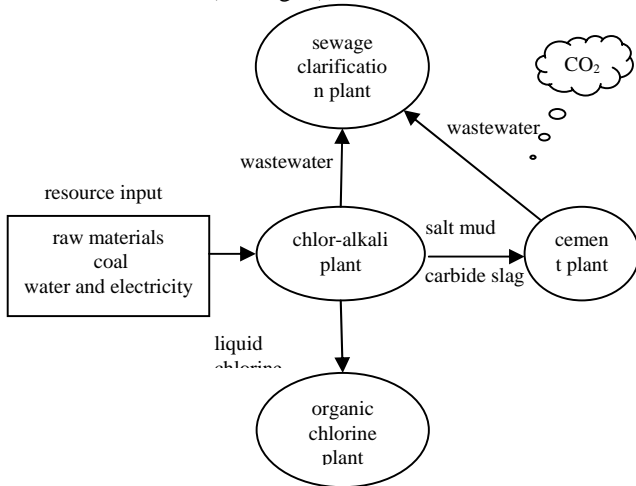 sewage
clarificatio
n plant
CO₂
wastewater
wastewater
resource input
raw materials
coal
water and electricity
chlor-alkali
plant
salt mud
carbide slag
cemen
t plant
liquid
chlorine
organic
chlorine
plant